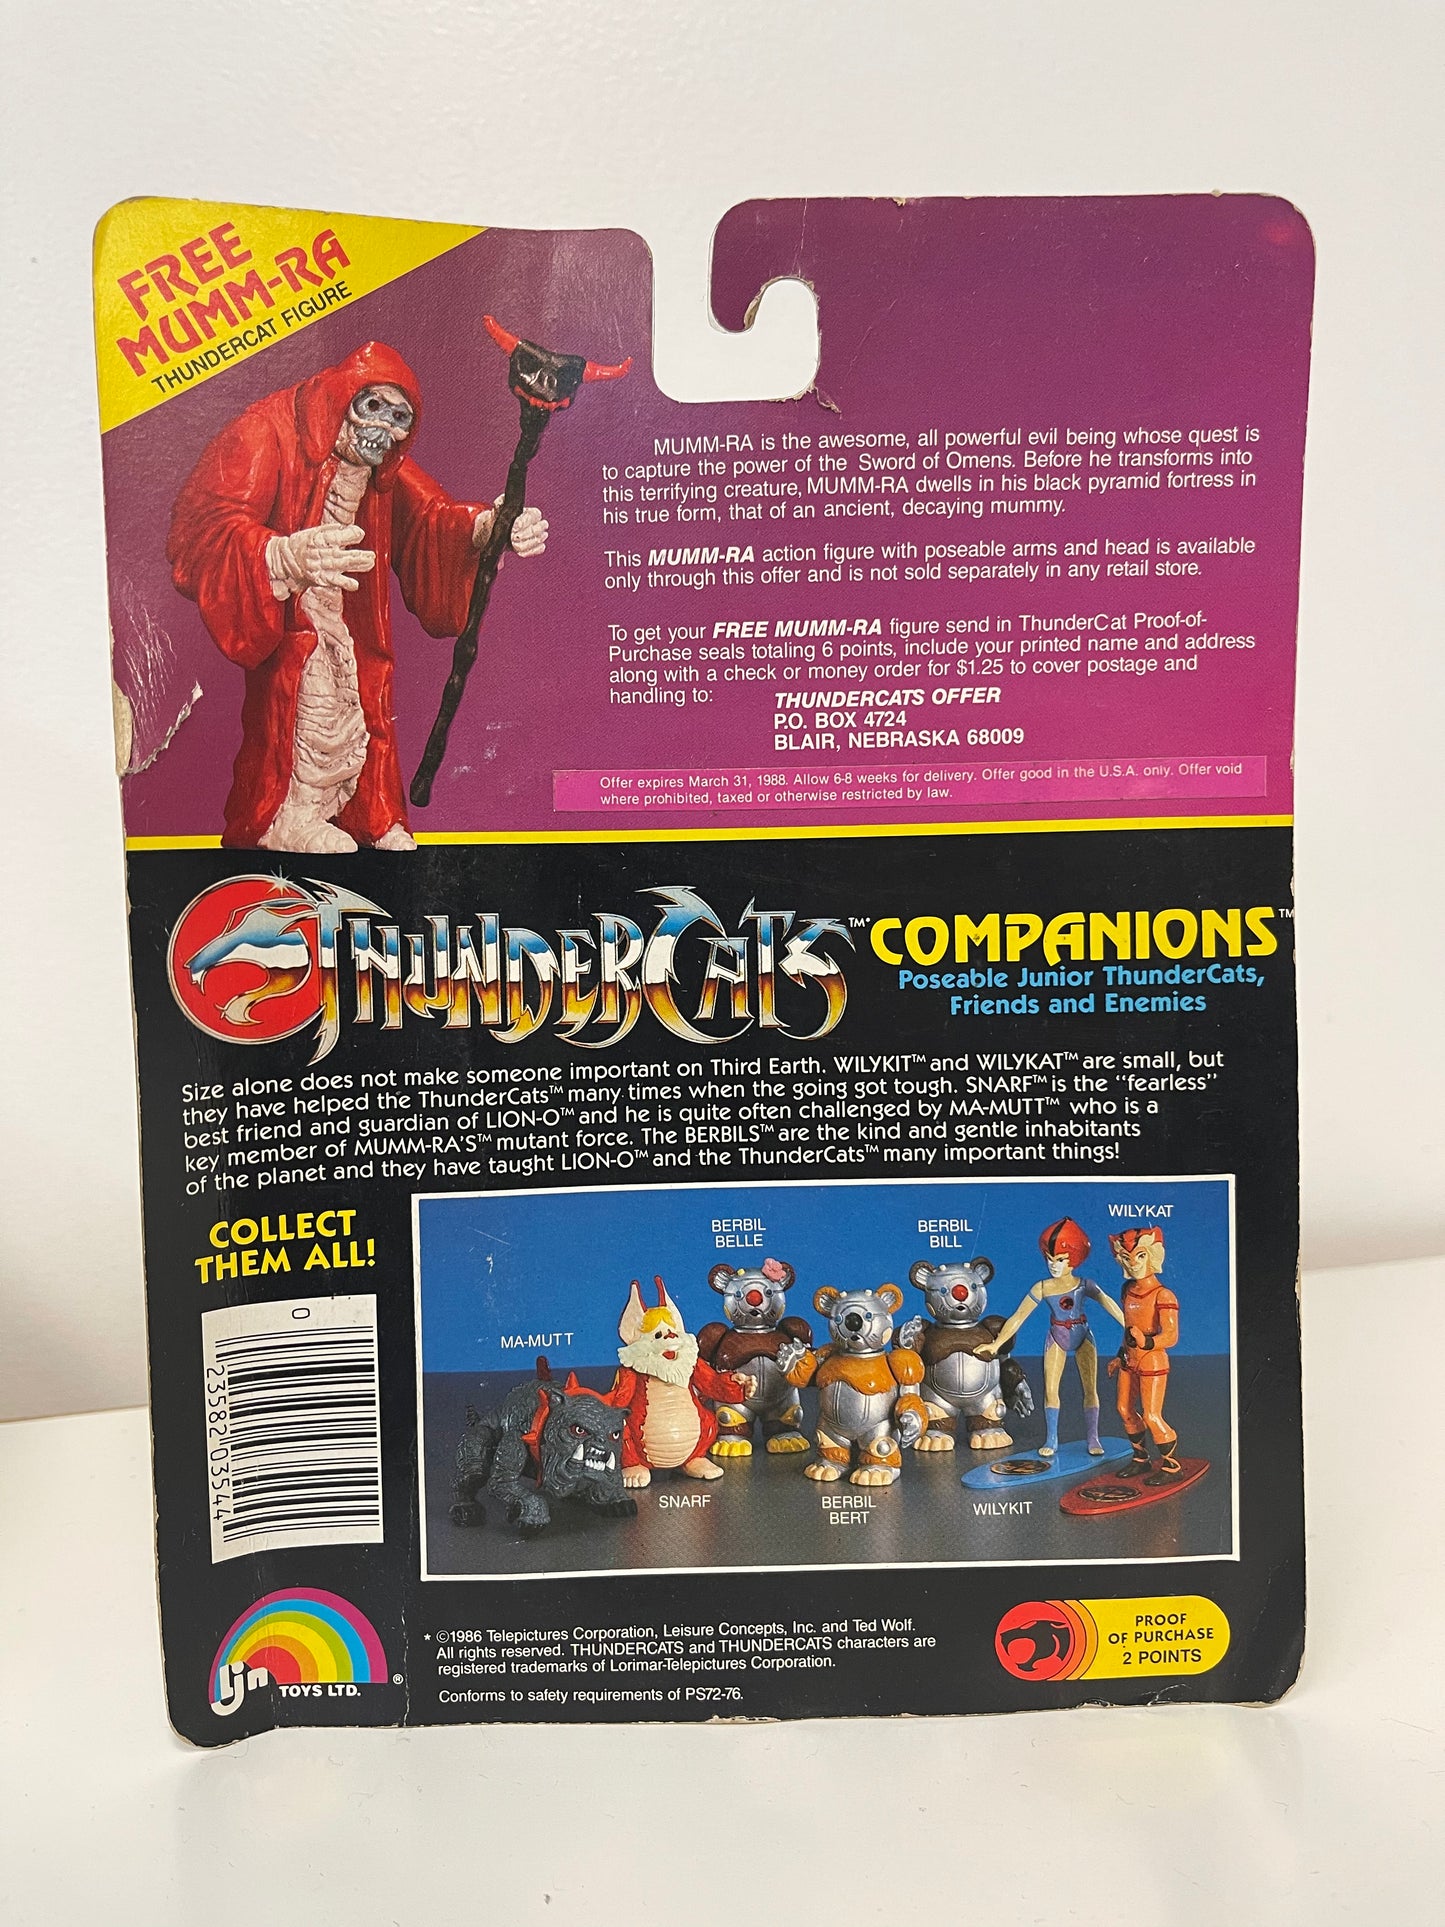 FREE
MUMM-RA
THUNDERCAT FIGURE
MUMM-RA is the awesome, all powerful evil being whose quest is
to capture the power of the Sword of Omens. Before he transforms into
this terrifying creature, MUMM-RA dwells in his black pyramid fortress in
his true form, that of an ancient, decaying mummy.
This MUMM-RA action figure with poseable arms and head is available
only through this offer and is not sold separately in any retail store.
To get your FREE MUMM-RA figure send in ThunderCat Proof-of-
Purchase seals totaling 6 points, include your printed name and address
along with a check or money order for $1.25 to cover postage and
handling to:
THUNDERCATS OFFER
P.O. BOX 4724
BLAIR, NEBRASKA 68009
Offer expires March 31, 1988. Allow 6-8 weeks for delivery. Offer good in the U.S.A. only. Offer void
where prohibited, taxed or otherwise restricted by law.
THUNDERCATS™* COMPANIONS™
Poseable Junior ThunderCats,
Friends and Enemies
Size alone does not make someone important on Third Earth. WILYKIT™ and WILYKAT™ are small, but
they have helped the ThunderCats™ many times when the going got tough. SNARF™ is the "fearless"
best friend and guardian of LION-O™ and he is quite often challenged by MA-MUTT™ who is a
key member of MUMM-RA'S™ mutant force. The BERBILS™ are the kind and gentle inhabitants
of the planet and they have taught LION-O™ and the ThunderCats™ many important things!
COLLECT
THEM ALL!
MA-MUTT
SNARF
BERBIL
BELLE
BERBIL
BERT
BERBIL
BILL
WILYKIT
WILYKAT
0 23582 03544
Ljn
TOYS LTD.®
* ©1986 Telepictures Corporation, Leisure Concepts, Inc. and Ted Wolf.
All rights reserved. THUNDERCATS and THUNDERCATS characters are
registered trademarks of Lorimar-Telepictures Corporation.
Conforms to safety requirements of PS72-76.
PROOF
OF PURCHASE
2 POINTS